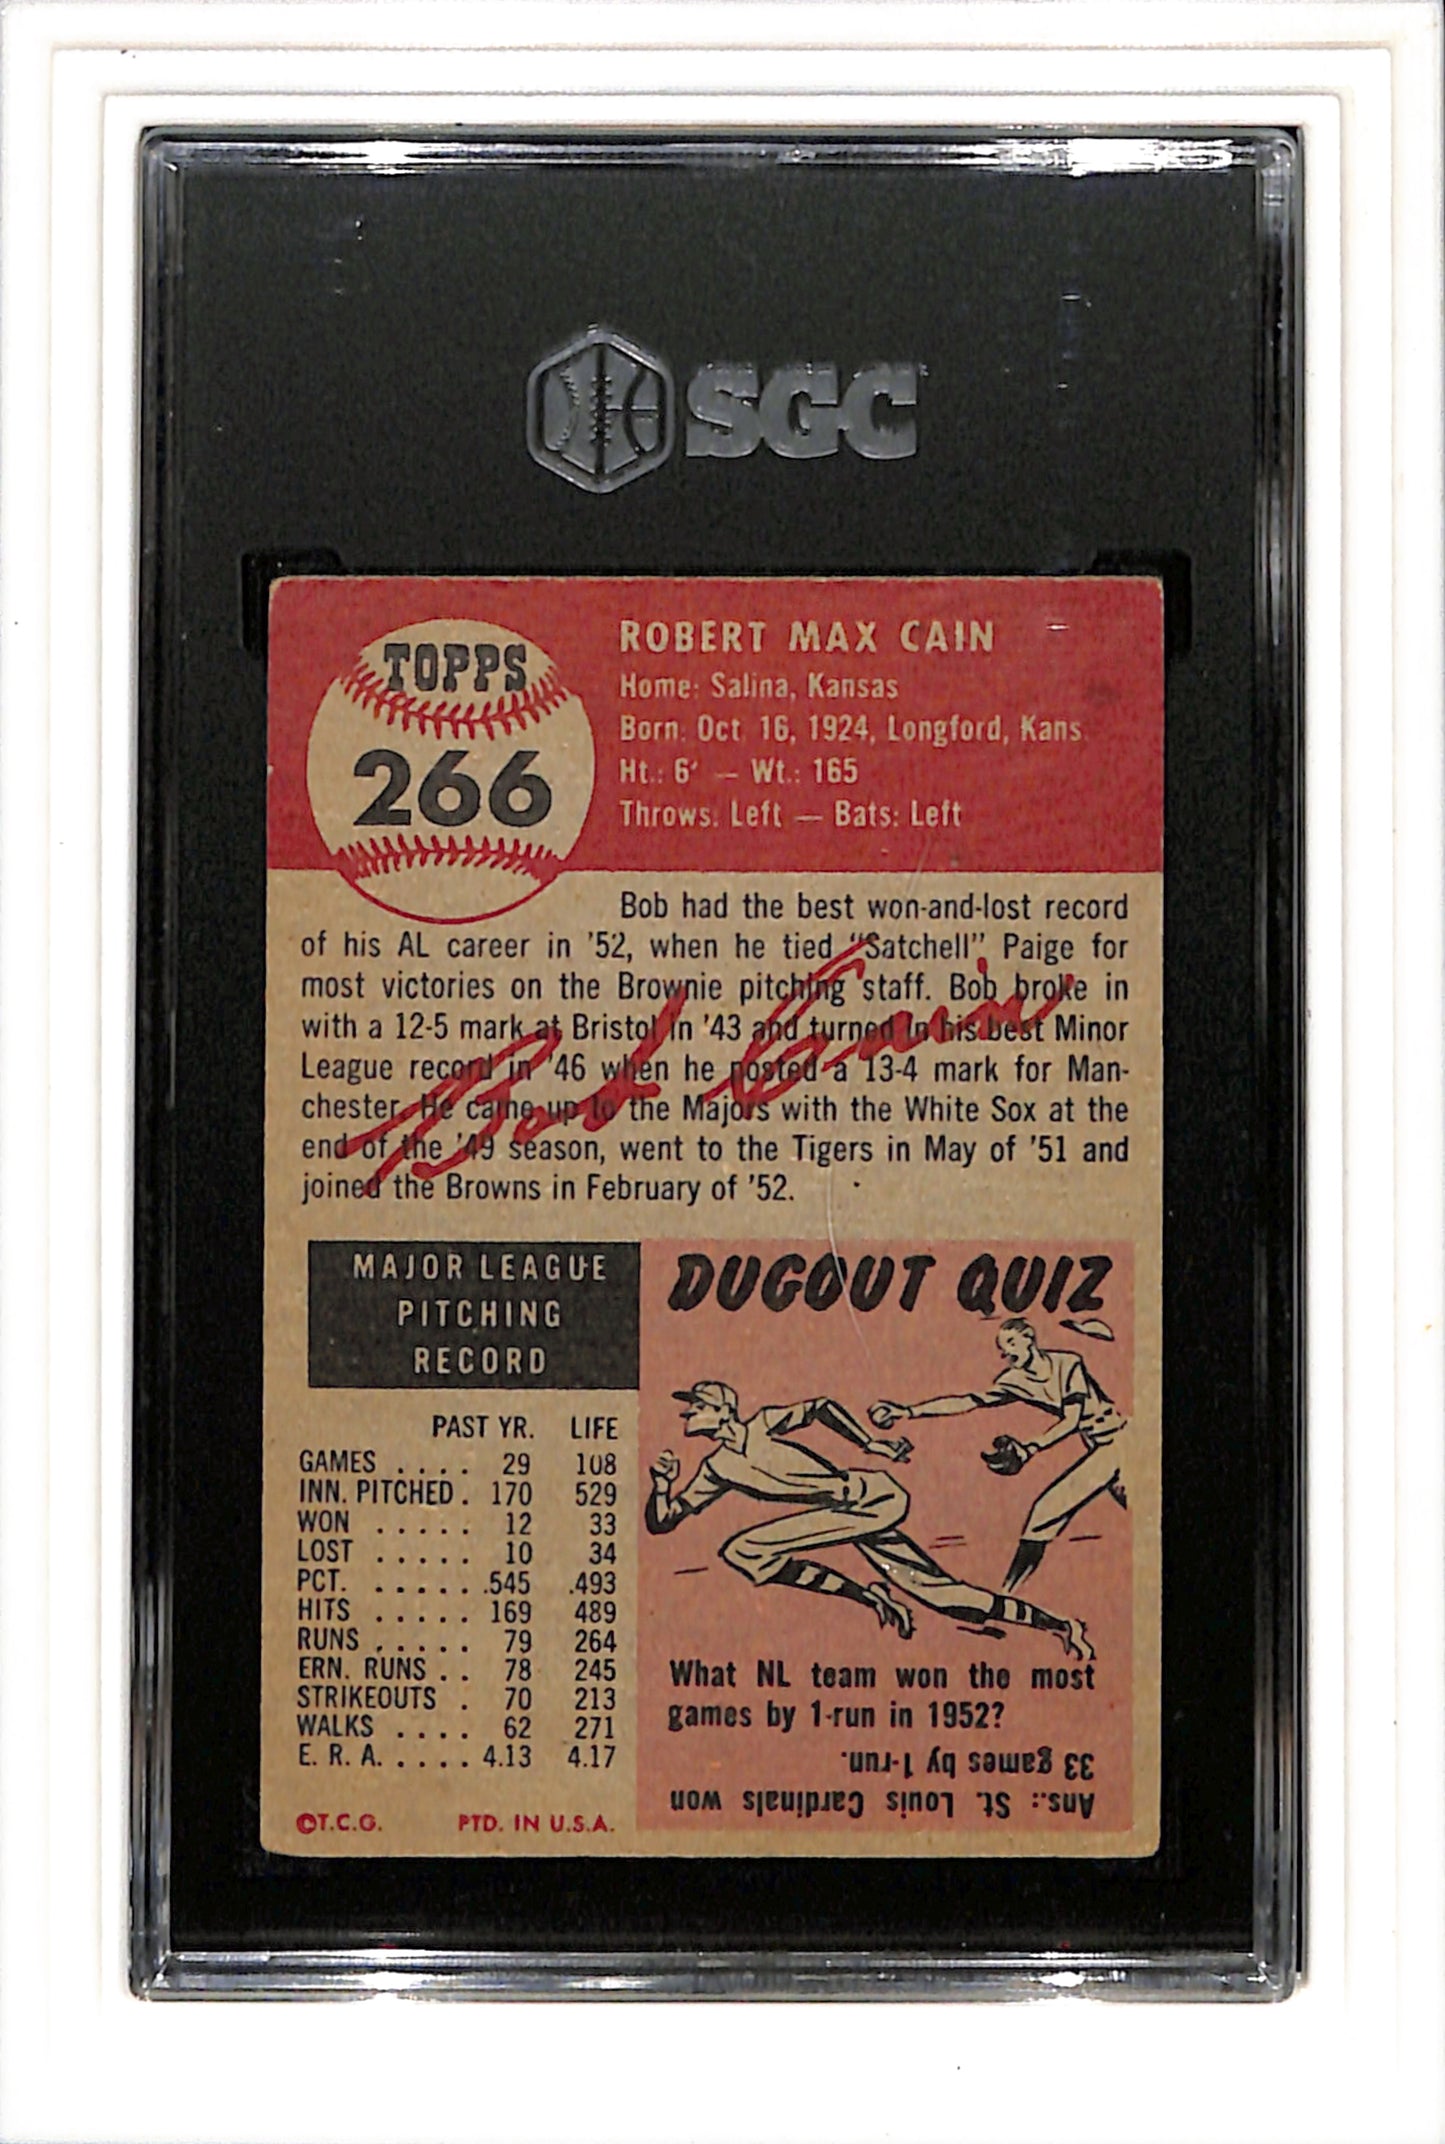 SGC
TOPPS
266
ROBERT MAX CAIN
Home: Salina, Kansas
Born: Oct 16, 1924, Longford, Kans
Ht.: 6' — Wt.: 165
Throws: Left — Bats: Left
Bob had the best won-and-lost record
of his AL career in '52, when he tied "Satchell" Paige for
most victories on the Brownie pitching staff. Bob broke in
with a 12-5 mark at Bristol in '43 and turned in his best Minor
League record in '46 when he posted a 13-4 mark for Man-
chester. He came up to the Majors with the White Sox at the
end of the '49 season, went to the Tigers in May of '51 and
joined the Browns in February of '52.
Bob Cain
MAJOR LEAGUE
PITCHING
RECORD
PAST YR. LIFE
GAMES .... 29 108
INN. PITCHED. 170 529
WON ..... 12 33
LOST ..... 10 34
PCT. ...... .545 .493
HITS ..... 169 489
RUNS ..... 79 264
ERN. RUNS .. 78 245
STRIKEOUTS . 70 213
WALKS .... 62 271
E. R. A. .... 4.13 4.17
©T.C.G. PTD. IN U.S.A.
DUGOUT QUIZ
What NL team won the most
games by 1-run in 1952?
Ans.: St. Louis Cardinals won
33 games by 1-run.